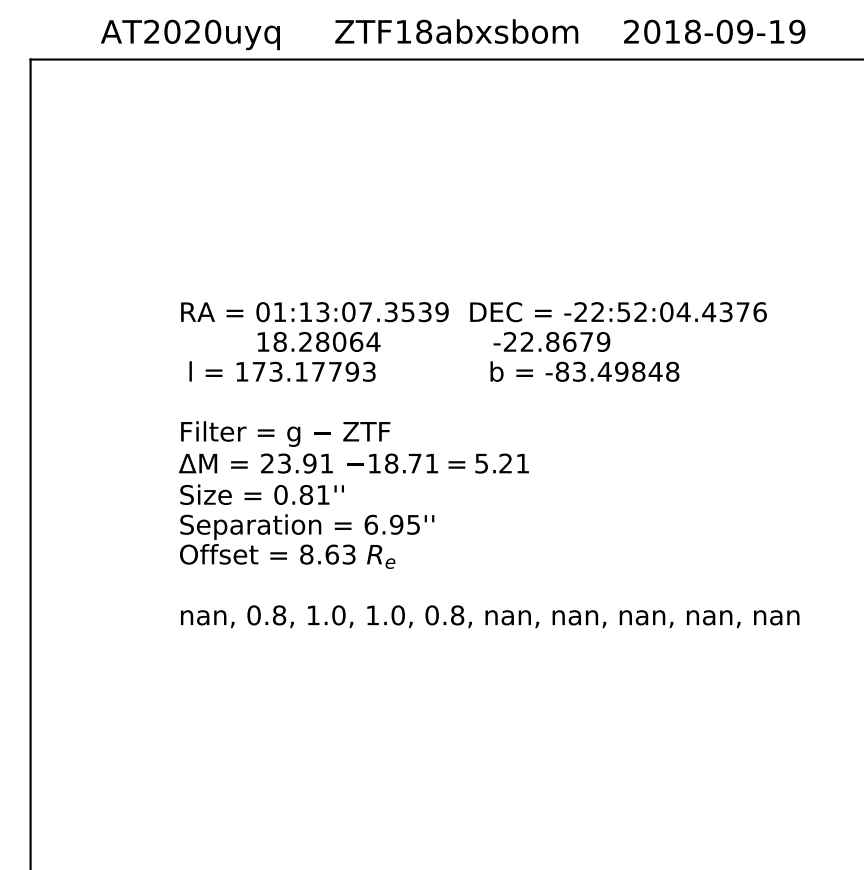 AT2020uyq ZTF18abxsbom 2018-09-19
RA = 01:13:07.3539 DEC = -22:52:04.4376
18.28064 -22.8679
l = 173.17793 b = -83.49848
Filter = g − ZTF
ΔM = 23.91 −18.71 = 5.21
Size = 0.81''
Separation = 6.95''
Offset = 8.63 Re
nan, 0.8, 1.0, 1.0, 0.8, nan, nan, nan, nan, nan